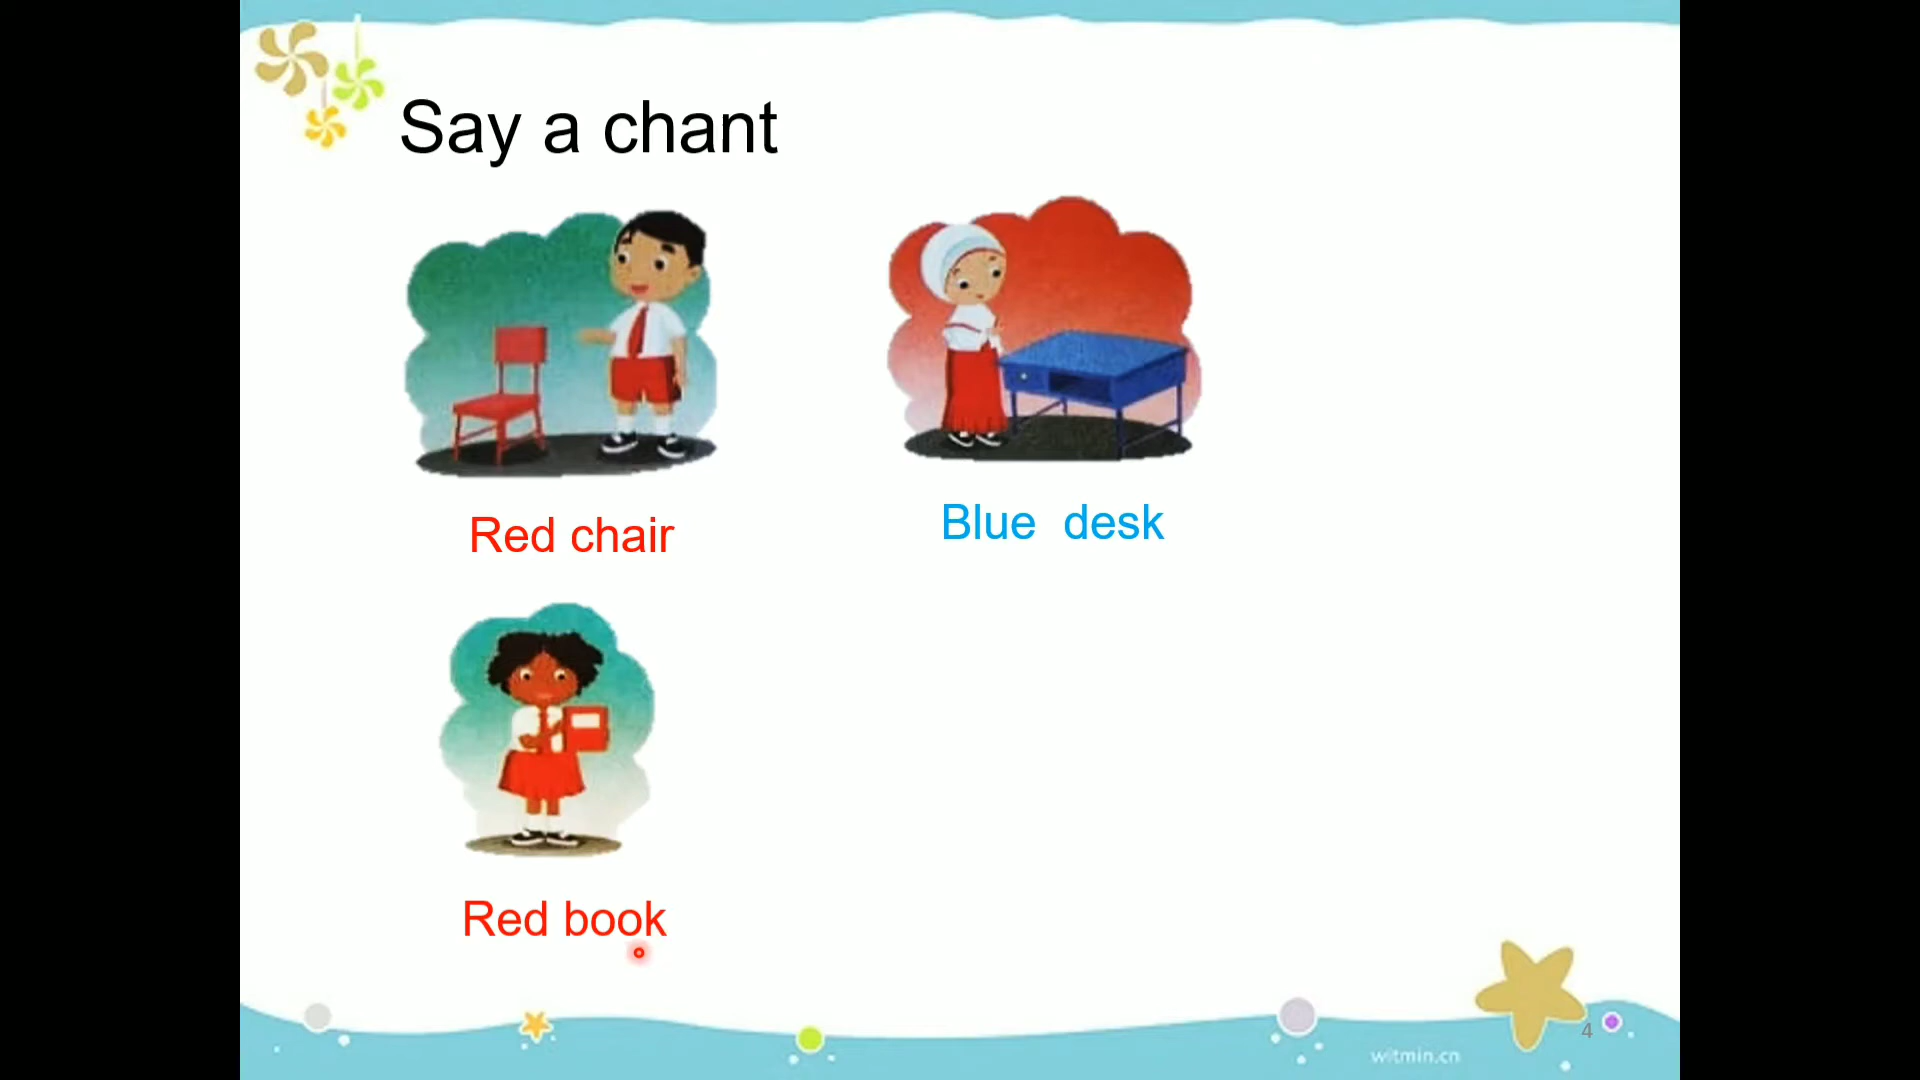 Say a chant
Red chair
Blue desk
Red book
4
witmin.cn